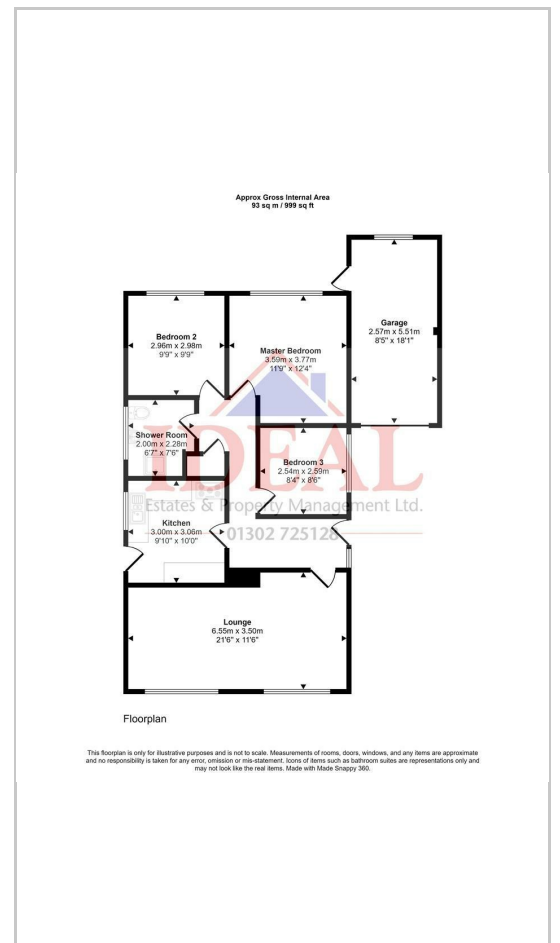 Approx Gross Internal Area
93 sq m / 999 sq ft
Garage
2.57m x 5.51m
8'5" x 18'1"
Bedroom 2
2.96m x 2.98m
9'9" x 9'9"
Master Bedroom
3.59m x 3.77m
11'9" x 12'4"
Shower Room
2.00m x 2.28m
6'7" x 7'6"
Bedroom 3
2.54m x 2.59m
8'4" x 8'6"
IDEAL
Estates & Property Management Ltd.
01302 725128
Kitchen
3.00m x 3.06m
9'10" x 10'0"
Lounge
6.55m x 3.50m
21'6" x 11'6"
Floorplan
This floorplan is only for illustrative purposes and is not to scale. Measurements of rooms, doors, windows, and any items are approximate
and no responsibility is taken for any error, omission or mis-statement. Icons of items such as bathroom suites are representations only and
may not look like the real items. Made with Made Snappy 360.